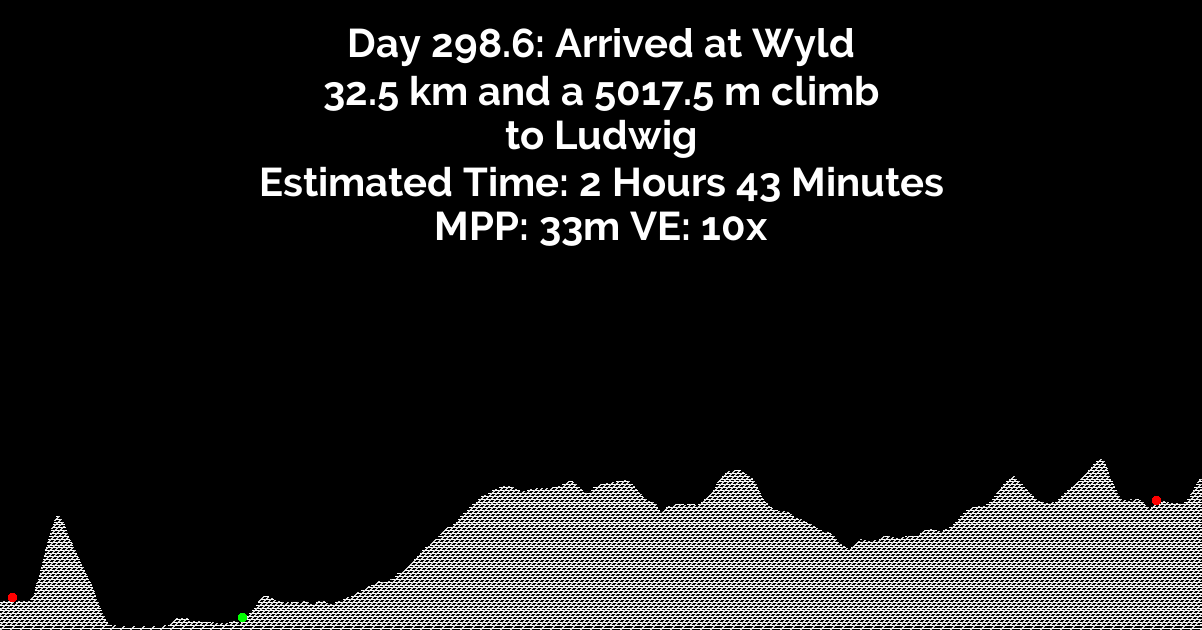 Day 298.6: Arrived at Wyld
32.5 km and a 5017.5 m climb
to Ludwig
Estimated Time: 2 Hours 43 Minutes
MPP: 33m VE: 10x